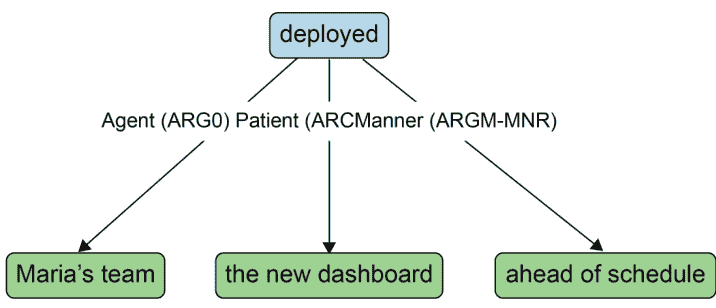 deployed
Agent (ARG0) Patient (ARCManner (ARGM-MNR)
Maria's team the new dashboard ahead of schedule